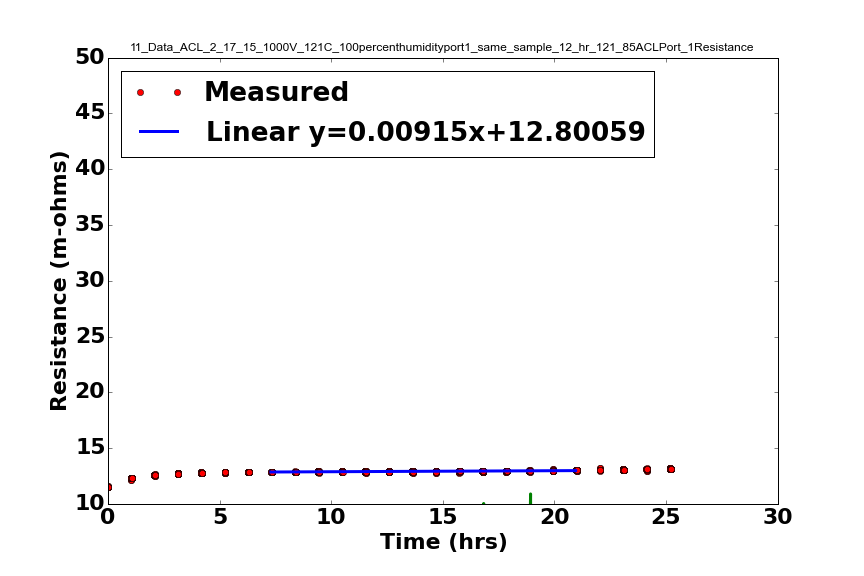 11_Data_ACL_2_17_15_1000V_121C_100percenthumidityport1_same_sample_12_hr_121_85ACLPort_1Resistance
50
Measured
45
Linear y=0.00915x+12.80059
40
35
30
25
20
15
10
Resistance (m-ohms)
0 5 10 15 20 25 30
Time (hrs)